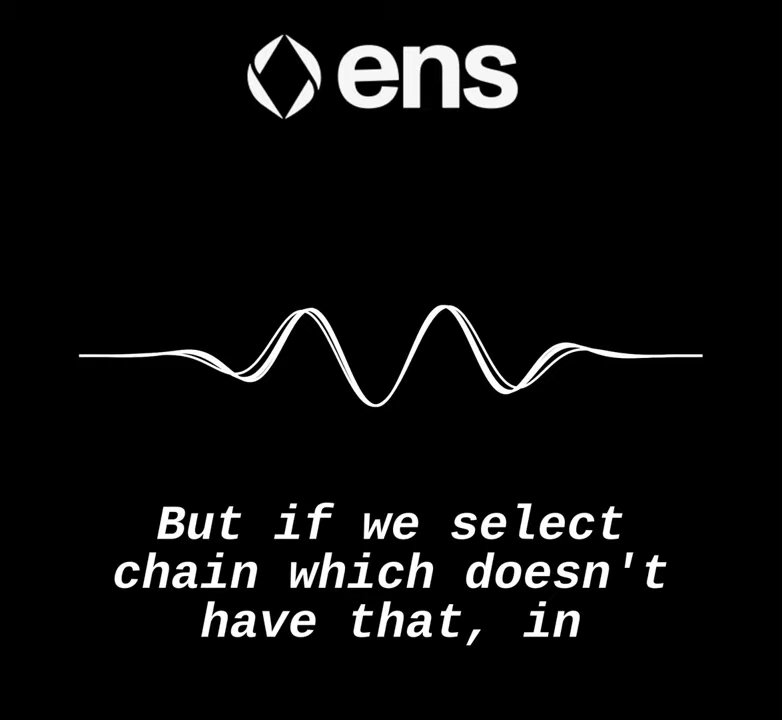 ens
But if we select
chain which doesn't
have that, in